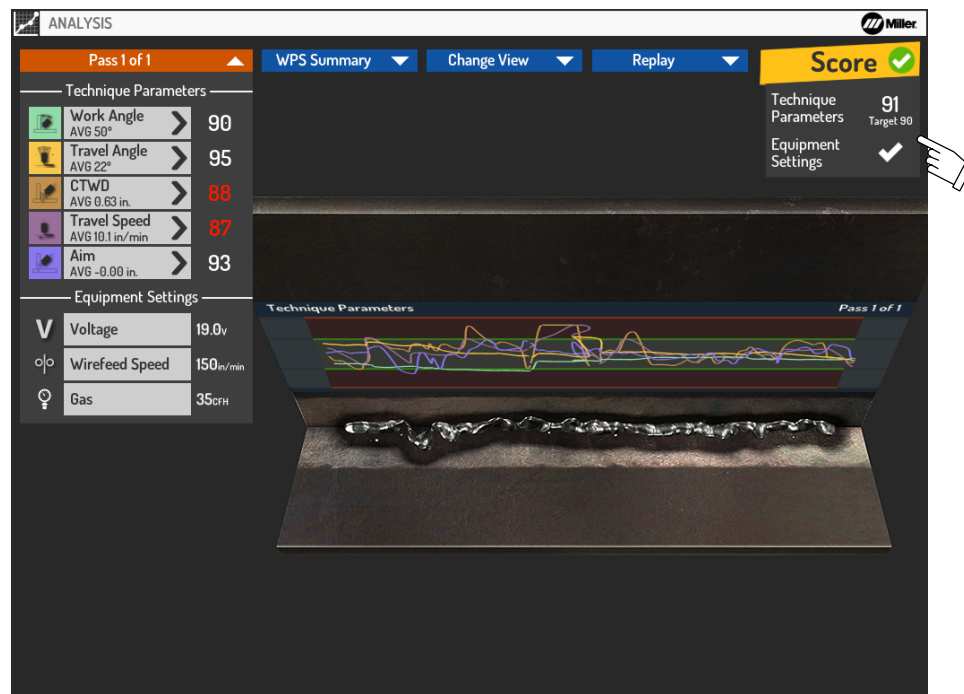 ANALYSIS
Miller
Pass 1 of 1
WPS Summary
Change View
Replay
Score
Technique Parameters
Work Angle
AVG 50°
90
Travel Angle
AVG 22°
95
CTWD
AVG 0.63 in.
88
Travel Speed
AVG 10.1 in/min
87
Aim
AVG -0.00 in.
93
Equipment Settings
V
Voltage
19.0v
Wirefeed Speed
150in/min
Gas
35CFH
Technique
Parameters
91
Target 90
Equipment
Settings
Technique Parameters
Pass 1 of 1